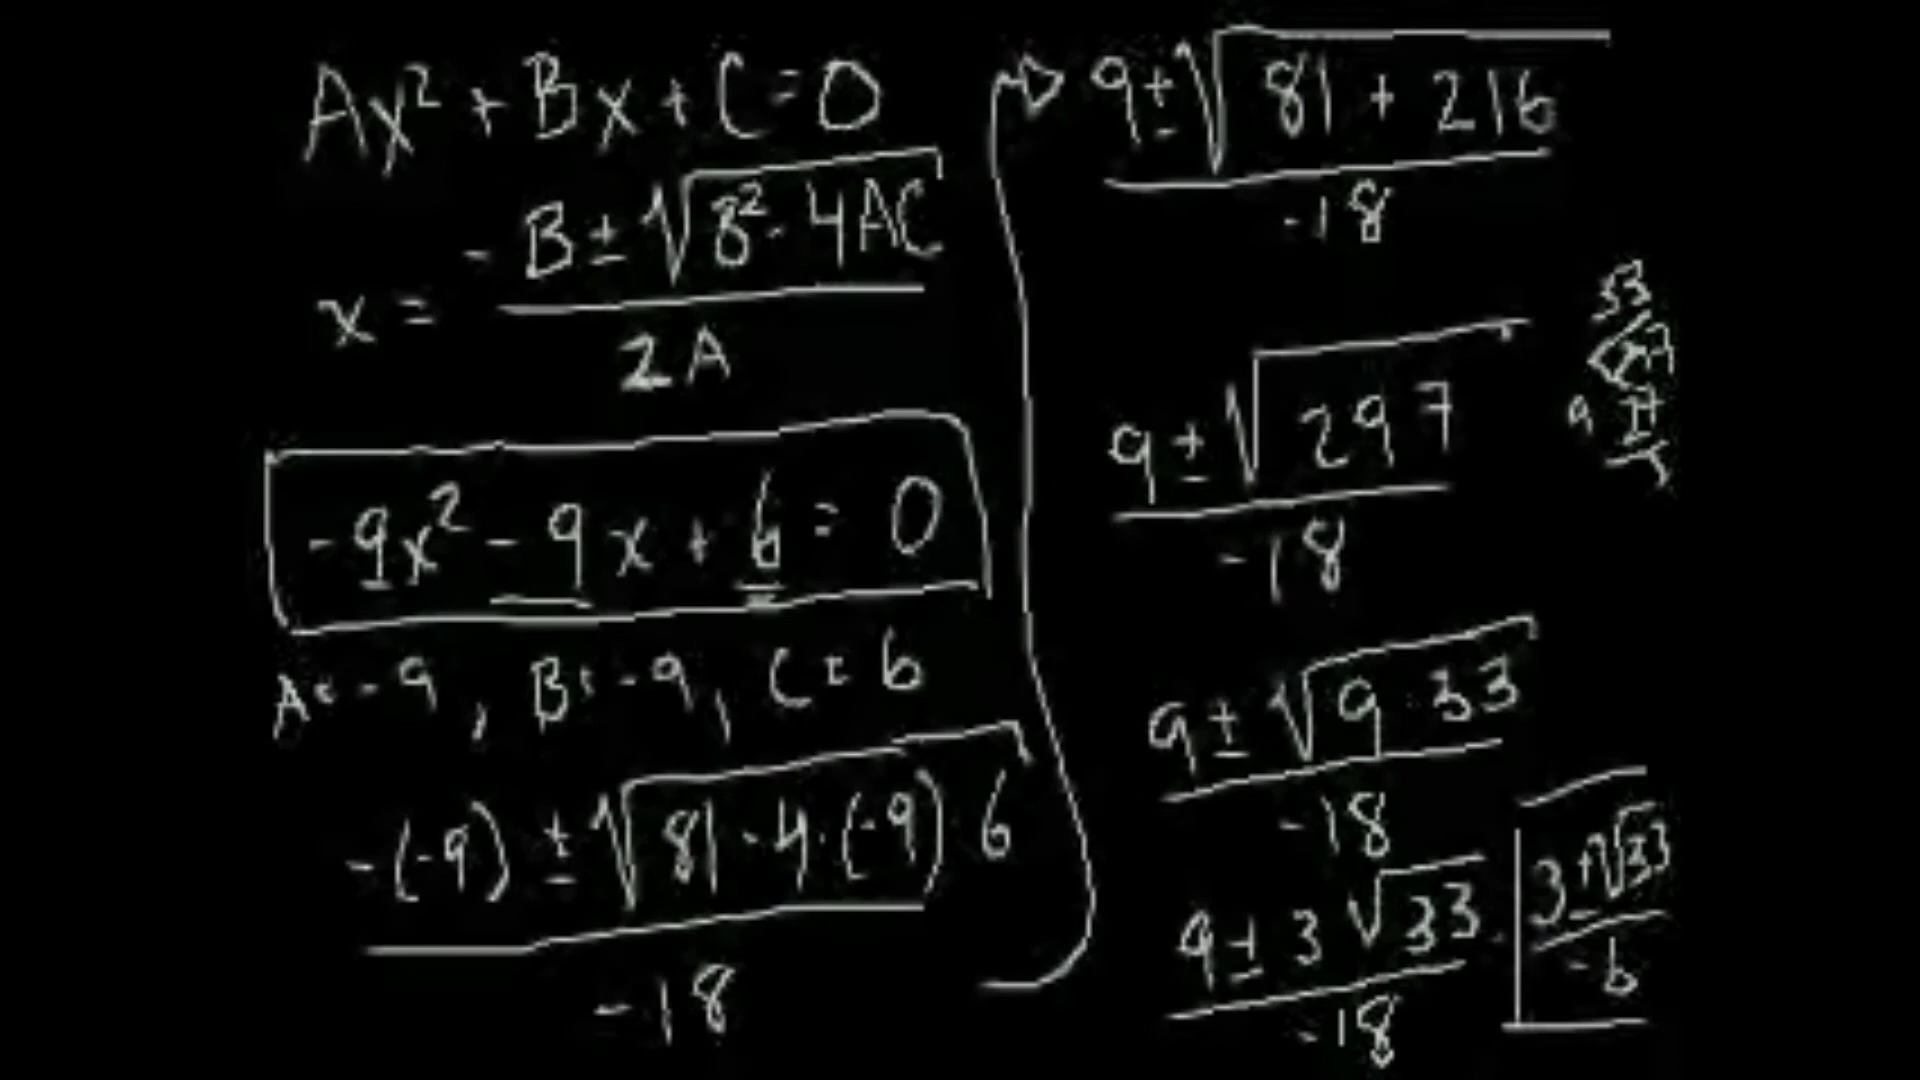 Ax² + Bx + C = 0
x = -B ± √(B² - 4AC) / 2A
-9x² - 9x + 6 = 0
A = -9, B = -9, C = 6
-(-9) ± √(81 - 4·(-9)·6) / -18
9 ± √(81 + 216) / -18
9 ± √297 / -18
9 ± √(9·33) / -18
9 ± 3√33 / -18
3 ± √33 / -6